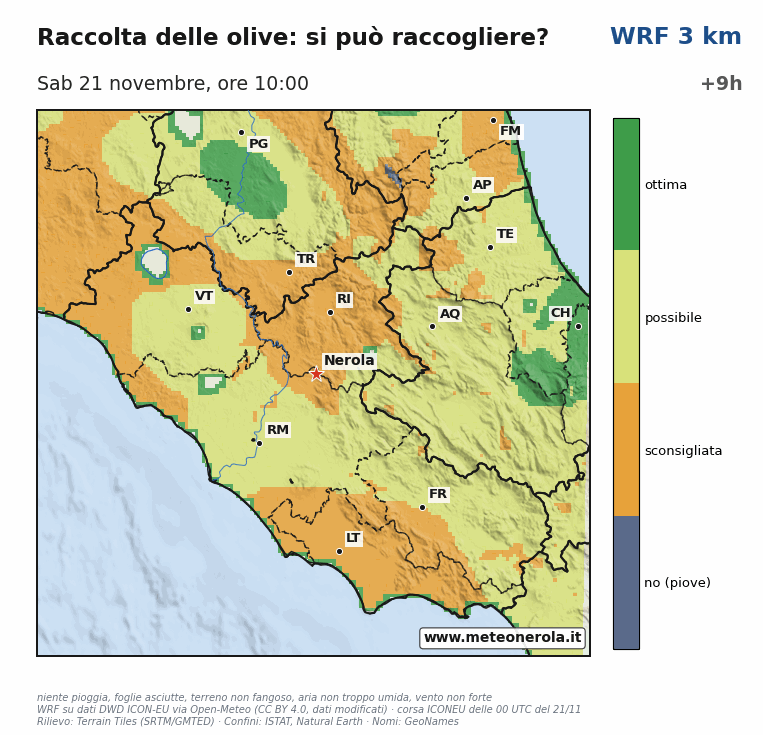 Raccolta delle olive: si può raccogliere?
WRF 3 km
Sab 21 novembre, ore 10:00
+9h
FM
PG
AP
TE
TR
VT
RI
AQ
CH
Nerola
RM
FR
LT
www.meteonerola.it
ottima
possibile
sconsigliata
no (piove)
niente pioggia, foglie asciutte, terreno non fangoso, aria non troppo umida, vento non forte
WRF su dati DWD ICON-EU via Open-Meteo (CC BY 4.0, dati modificati) · corsa ICONEU delle 00 UTC del 21/11
Rilievo: Terrain Tiles (SRTM/GMTED) · Confini: ISTAT, Natural Earth · Nomi: GeoNames